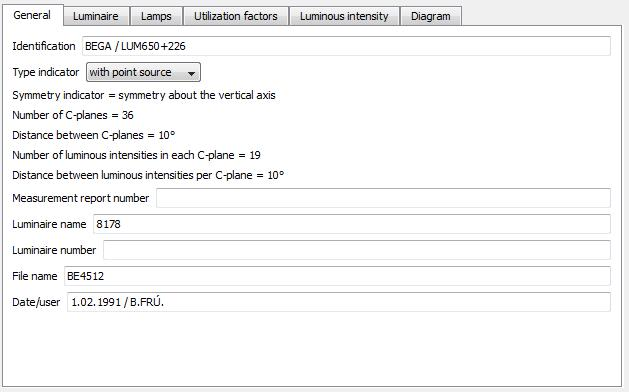 General Luminaire Lamps Utilization factors Luminous intensity Diagram
Identification BEGA / LUM650+226
Type indicator with point source
Symmetry indicator = symmetry about the vertical axis
Number of C-planes = 36
Distance between C-planes = 10°
Number of luminous intensities in each C-plane = 19
Distance between luminous intensities per C-plane = 10°
Measurement report number
Luminaire name 8178
Luminaire number
File name BE4512
Date/user 1.02.1991 / B.FRÚ.